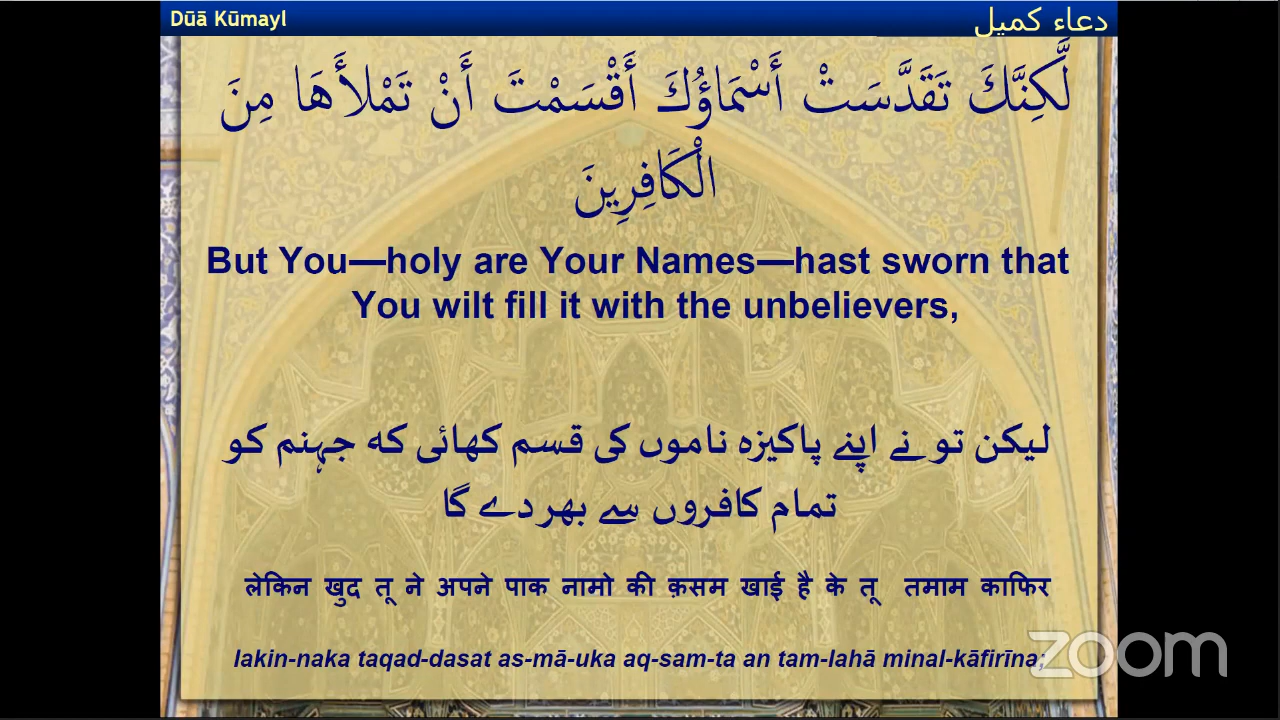 Dūā Kūmayl
دعاء كميل
لَّكِنَّكَ تَقَدَّسَتْ أَسْمَاؤُكَ أَقْسَمْتَ أَنْ تَمْلأَهَا مِنَ
الْكَافِرِينَ
But You—holy are Your Names—hast sworn that
You wilt fill it with the unbelievers,
لیکن تو نے اپنے پاکیزہ ناموں کی قسم کھائی کہ جہنم کو
تمام کافروں سے بھر دے گا
लेकिन खुद तू ने अपने पाक नामो की क़सम खाई है के तू तमाम काफिर
lakin-naka taqad-dasat as-mā-uka aq-sam-ta an tam-lahā minal-kāfirīna;
zoom